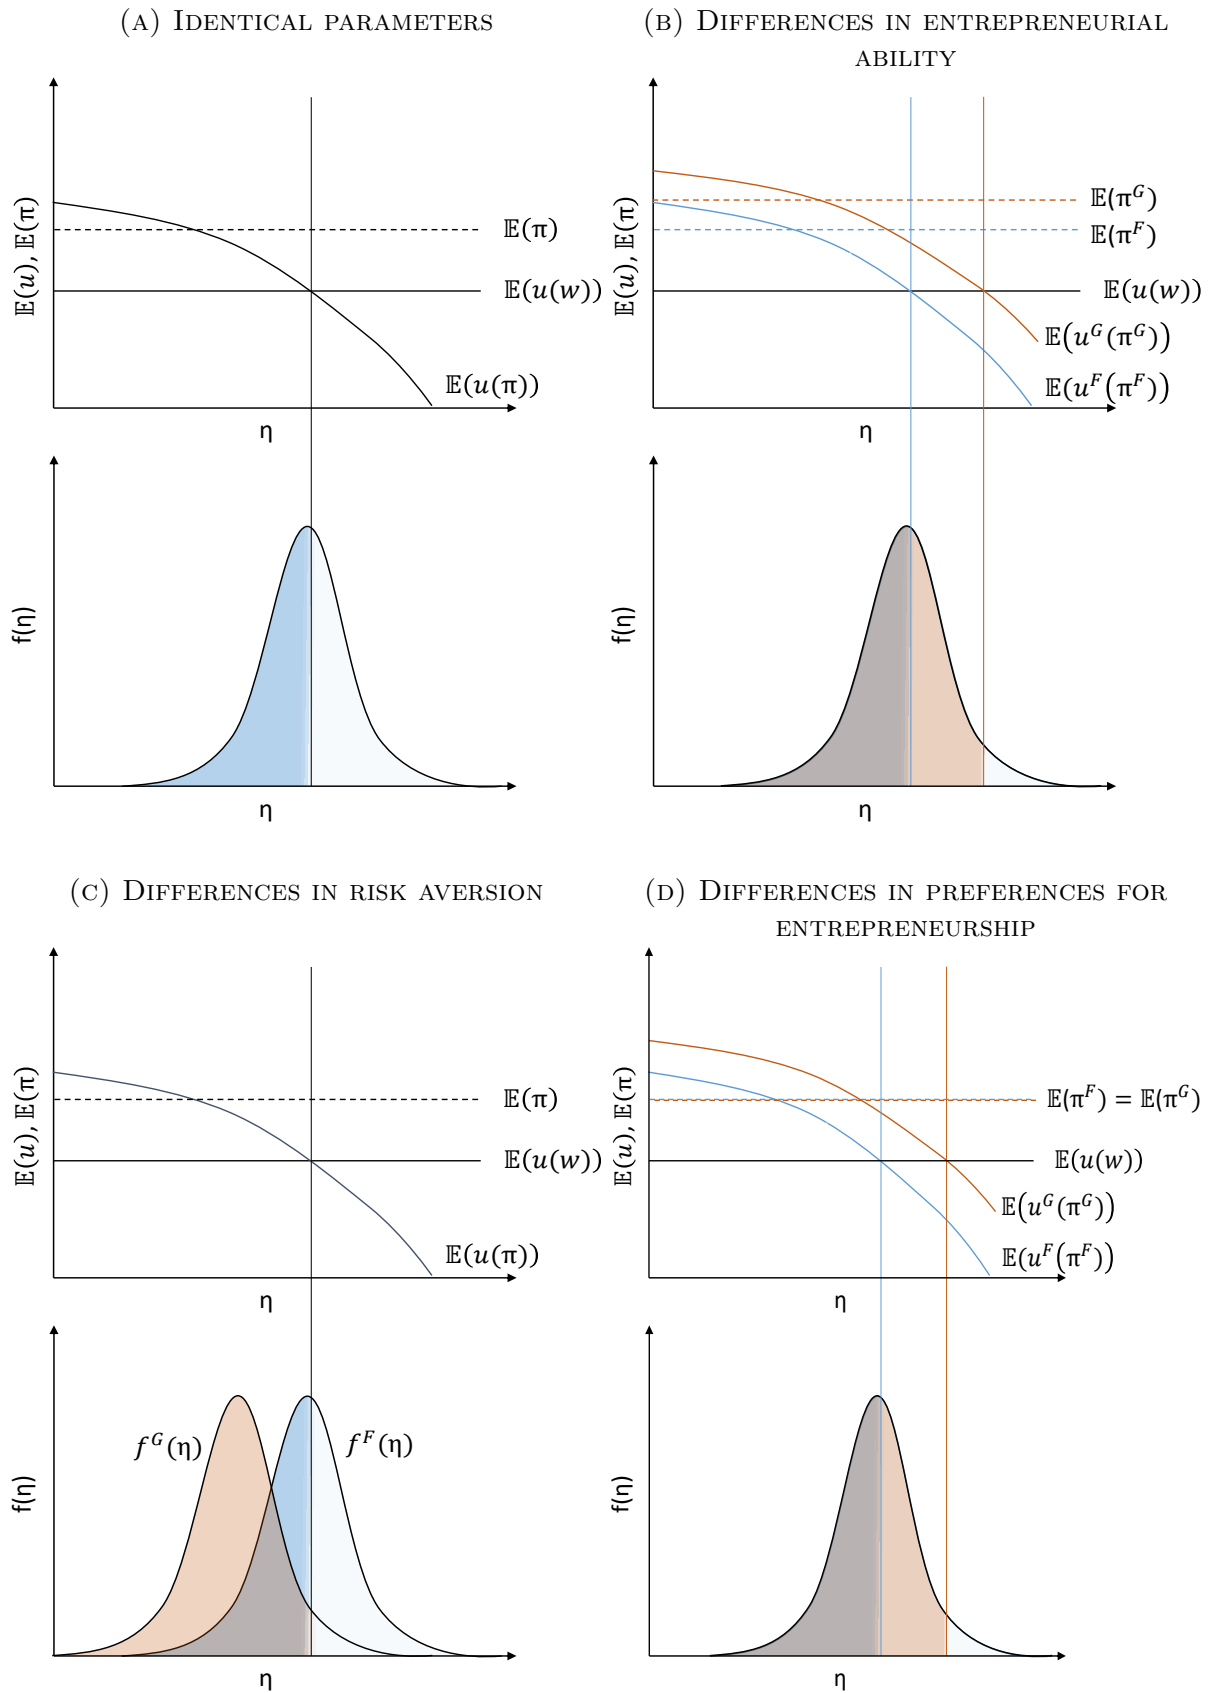 (A) IDENTICAL PARAMETERS
𝔼(u), 𝔼(π)
𝔼(π)
𝔼(u(w))
𝔼(u(π))
η
f(η)
η
(B) DIFFERENCES IN ENTREPRENEURIAL
ABILITY
𝔼(u), 𝔼(π)
𝔼(π^G)
𝔼(π^F)
𝔼(u(w))
𝔼(u^G(π^G))
𝔼(u^F(π^F))
η
f(η)
η
(C) DIFFERENCES IN RISK AVERSION
𝔼(u), 𝔼(π)
𝔼(π)
𝔼(u(w))
𝔼(u(π))
η
f^G(η)
f^F(η)
f(η)
η
(D) DIFFERENCES IN PREFERENCES FOR
ENTREPRENEURSHIP
𝔼(u), 𝔼(π)
𝔼(π^F) = 𝔼(π^G)
𝔼(u(w))
𝔼(u^G(π^G))
𝔼(u^F(π^F))
η
f(η)
η